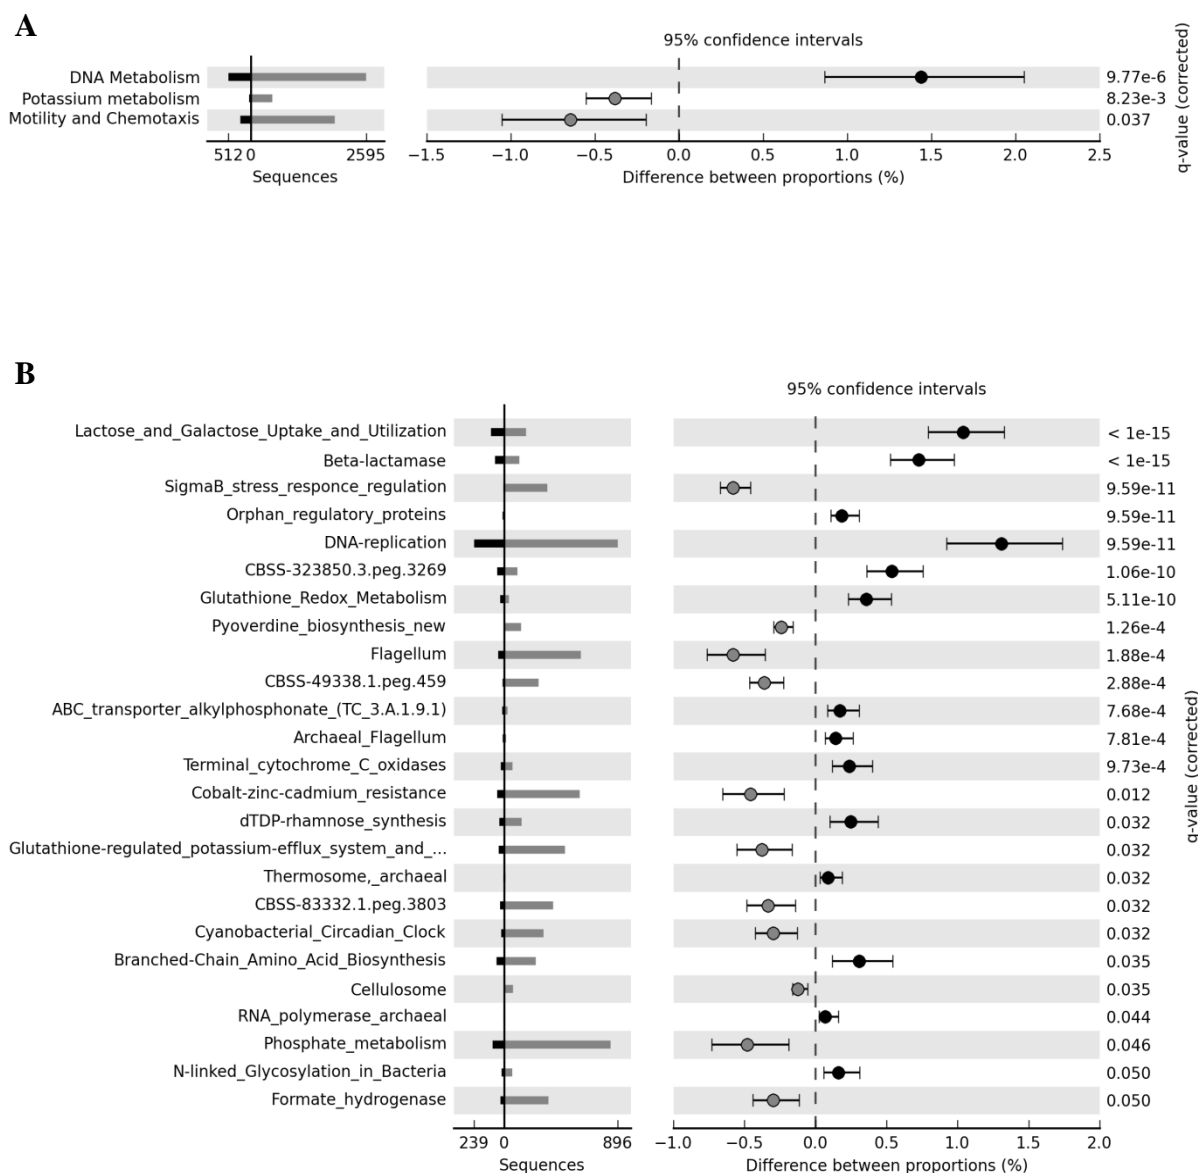 A
95% confidence intervals
DNA Metabolism 9.77e-6
Potassium metabolism 8.23e-3
Motility and Chemotaxis 0.037
5120 2595 −1.5 −1.0 −0.5 0.0 0.5 1.0 1.5 2.0 2.5
Sequences Difference between proportions (%)
q-value (corrected)
B
95% confidence intervals
Lactose_and_Galactose_Uptake_and_Utilization < 1e-15
Beta-lactamase < 1e-15
SigmaB_stress_responce_regulation 9.59e-11
Orphan_regulatory_proteins 9.59e-11
DNA-replication 9.59e-11
CBSS-323850.3.peg.3269 1.06e-10
Glutathione_Redox_Metabolism 5.11e-10
Pyoverdine_biosynthesis_new 1.26e-4
Flagellum 1.88e-4
CBSS-49338.1.peg.459 2.88e-4
ABC_transporter_alkylphosphonate_(TC_3.A.1.9.1) 7.68e-4
Archaeal_Flagellum 7.81e-4
Terminal_cytochrome_C_oxidases 9.73e-4
Cobalt-zinc-cadmium_resistance 0.012
dTDP-rhamnose_synthesis 0.032
Glutathione-regulated_potassium-efflux_system_and_... 0.032
Thermosome,_archaeal 0.032
CBSS-83332.1.peg.3803 0.032
Cyanobacterial_Circadian_Clock 0.032
Branched-Chain_Amino_Acid_Biosynthesis 0.035
Cellulosome 0.035
RNA_polymerase_archaeal 0.044
Phosphate_metabolism 0.046
N-linked_Glycosylation_in_Bacteria 0.050
Formate_hydrogenase 0.050
239 0 896 −1.0 −0.5 0.0 0.5 1.0 1.5 2.0
Sequences Difference between proportions (%)
q-value (corrected)